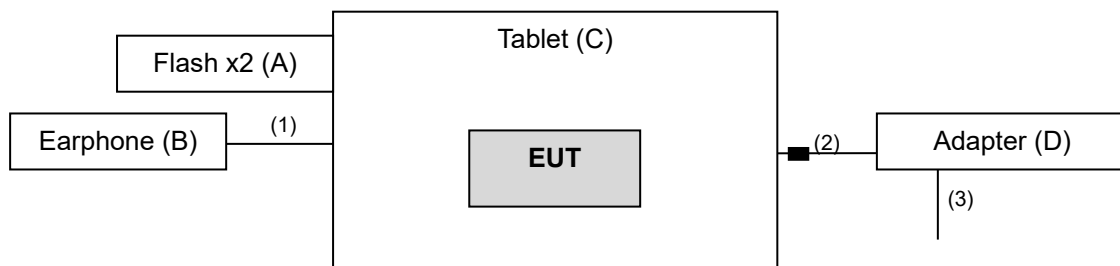 Tablet (C)
Flash x2 (A)
Earphone (B)
(1)
EUT
(2)
Adapter (D)
(3)